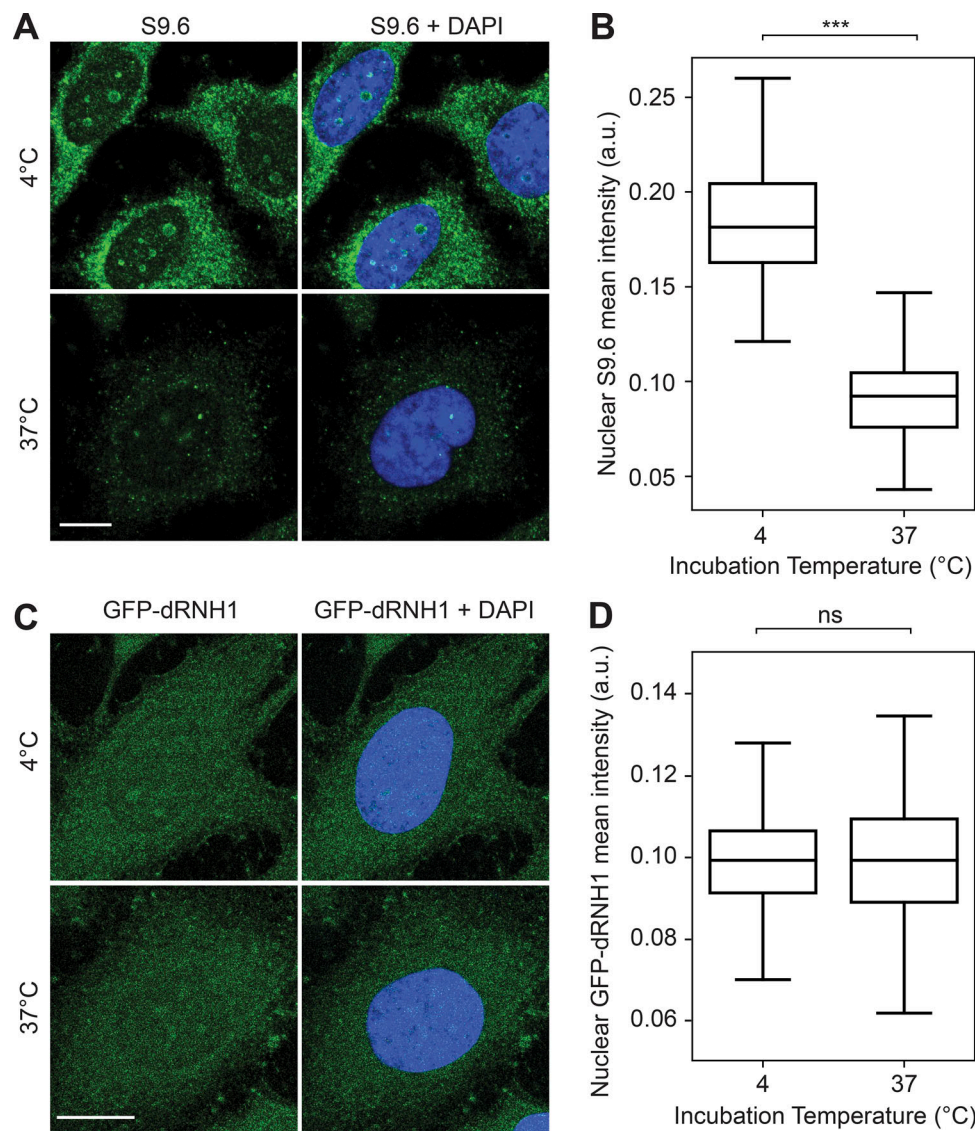 A
S9.6
S9.6 + DAPI
4°C
37°C
B
***
Nuclear S9.6 mean intensity (a.u.)
0.25
0.20
0.15
0.10
0.05
4
37
Incubation Temperature (°C)
C
GFP-dRNH1
GFP-dRNH1 + DAPI
4°C
37°C
D
ns
Nuclear GFP-dRNH1 mean intensity (a.u.)
0.14
0.12
0.10
0.08
0.06
4
37
Incubation Temperature (°C)